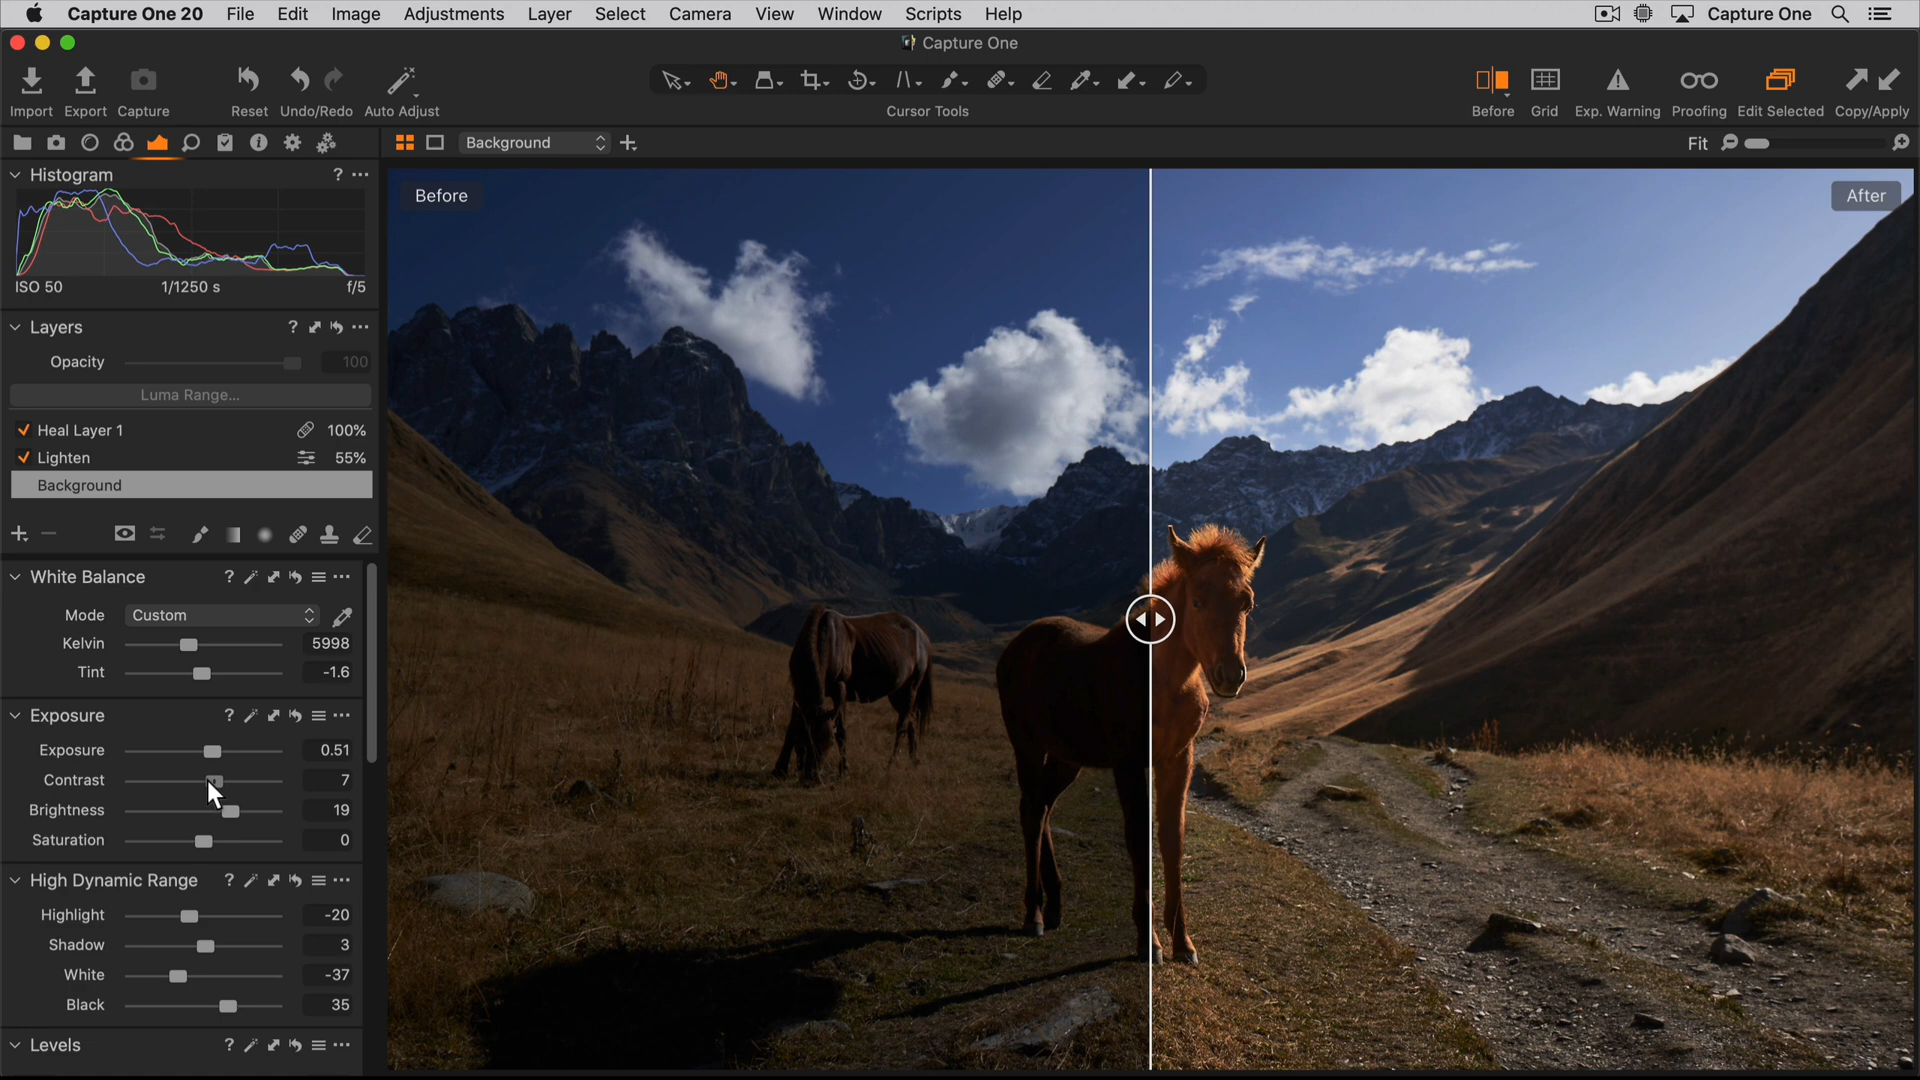 Capture One 20 File Edit Image Adjustments Layer Select Camera View Window Scripts Help Capture One
Capture One
Import Export Capture Reset Undo/Redo Auto Adjust Cursor Tools Before Grid Exp. Warning Proofing Edit Selected Copy/Apply
Background Fit
Histogram ?
Before After
ISO 50 1/1250 s f/5
Layers ?
Opacity 100
Luma Range...
Heal Layer 1 100%
Lighten 55%
Background
White Balance ?
Mode Custom
Kelvin 5998
Tint -1.6
Exposure ?
Exposure 0.51
Contrast 7
Brightness 19
Saturation 0
High Dynamic Range ?
Highlight -20
Shadow 3
White -37
Black 35
Levels ?